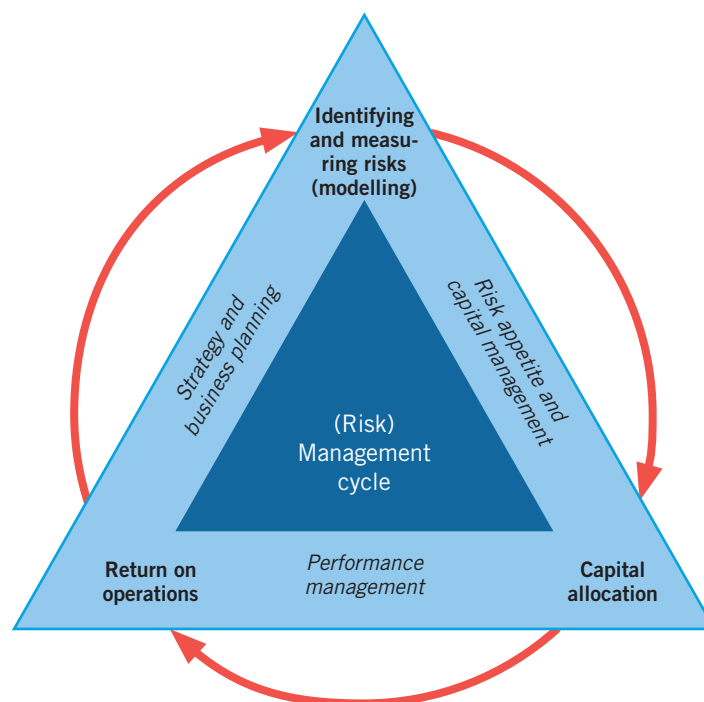 Identifying
and measu-
ring risks
(modelling)
Strategy and
business planning
Risk appetite and
capital management
(Risk)
Management
cycle
Return on
operations
Performance
management
Capital
allocation